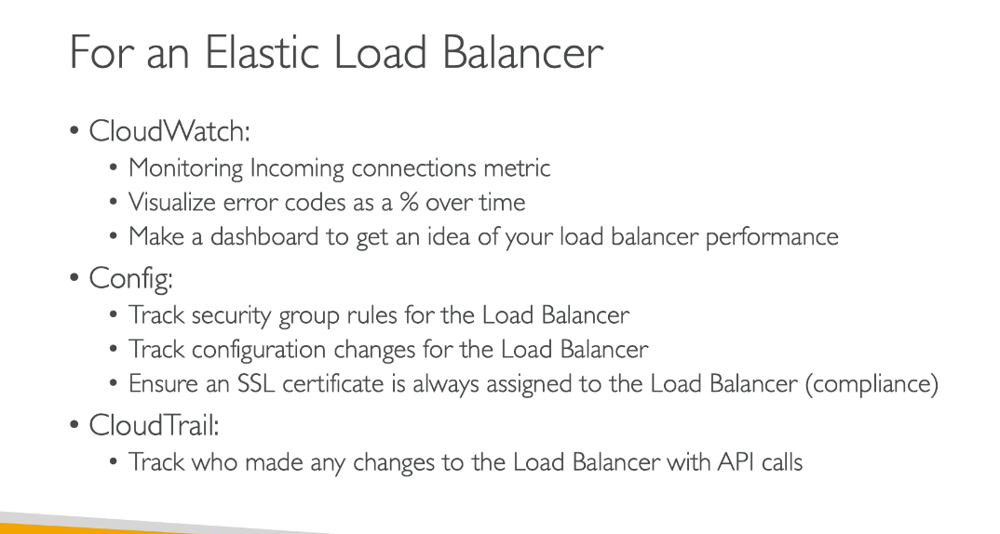 For an Elastic Load Balancer
• CloudWatch:
• Monitoring Incoming connections metric
• Visualize error codes as a % over time
• Make a dashboard to get an idea of your load balancer performance
• Config:
• Track security group rules for the Load Balancer
• Track configuration changes for the Load Balancer
• Ensure an SSL certificate is always assigned to the Load Balancer (compliance)
• CloudTrail:
• Track who made any changes to the Load Balancer with API calls